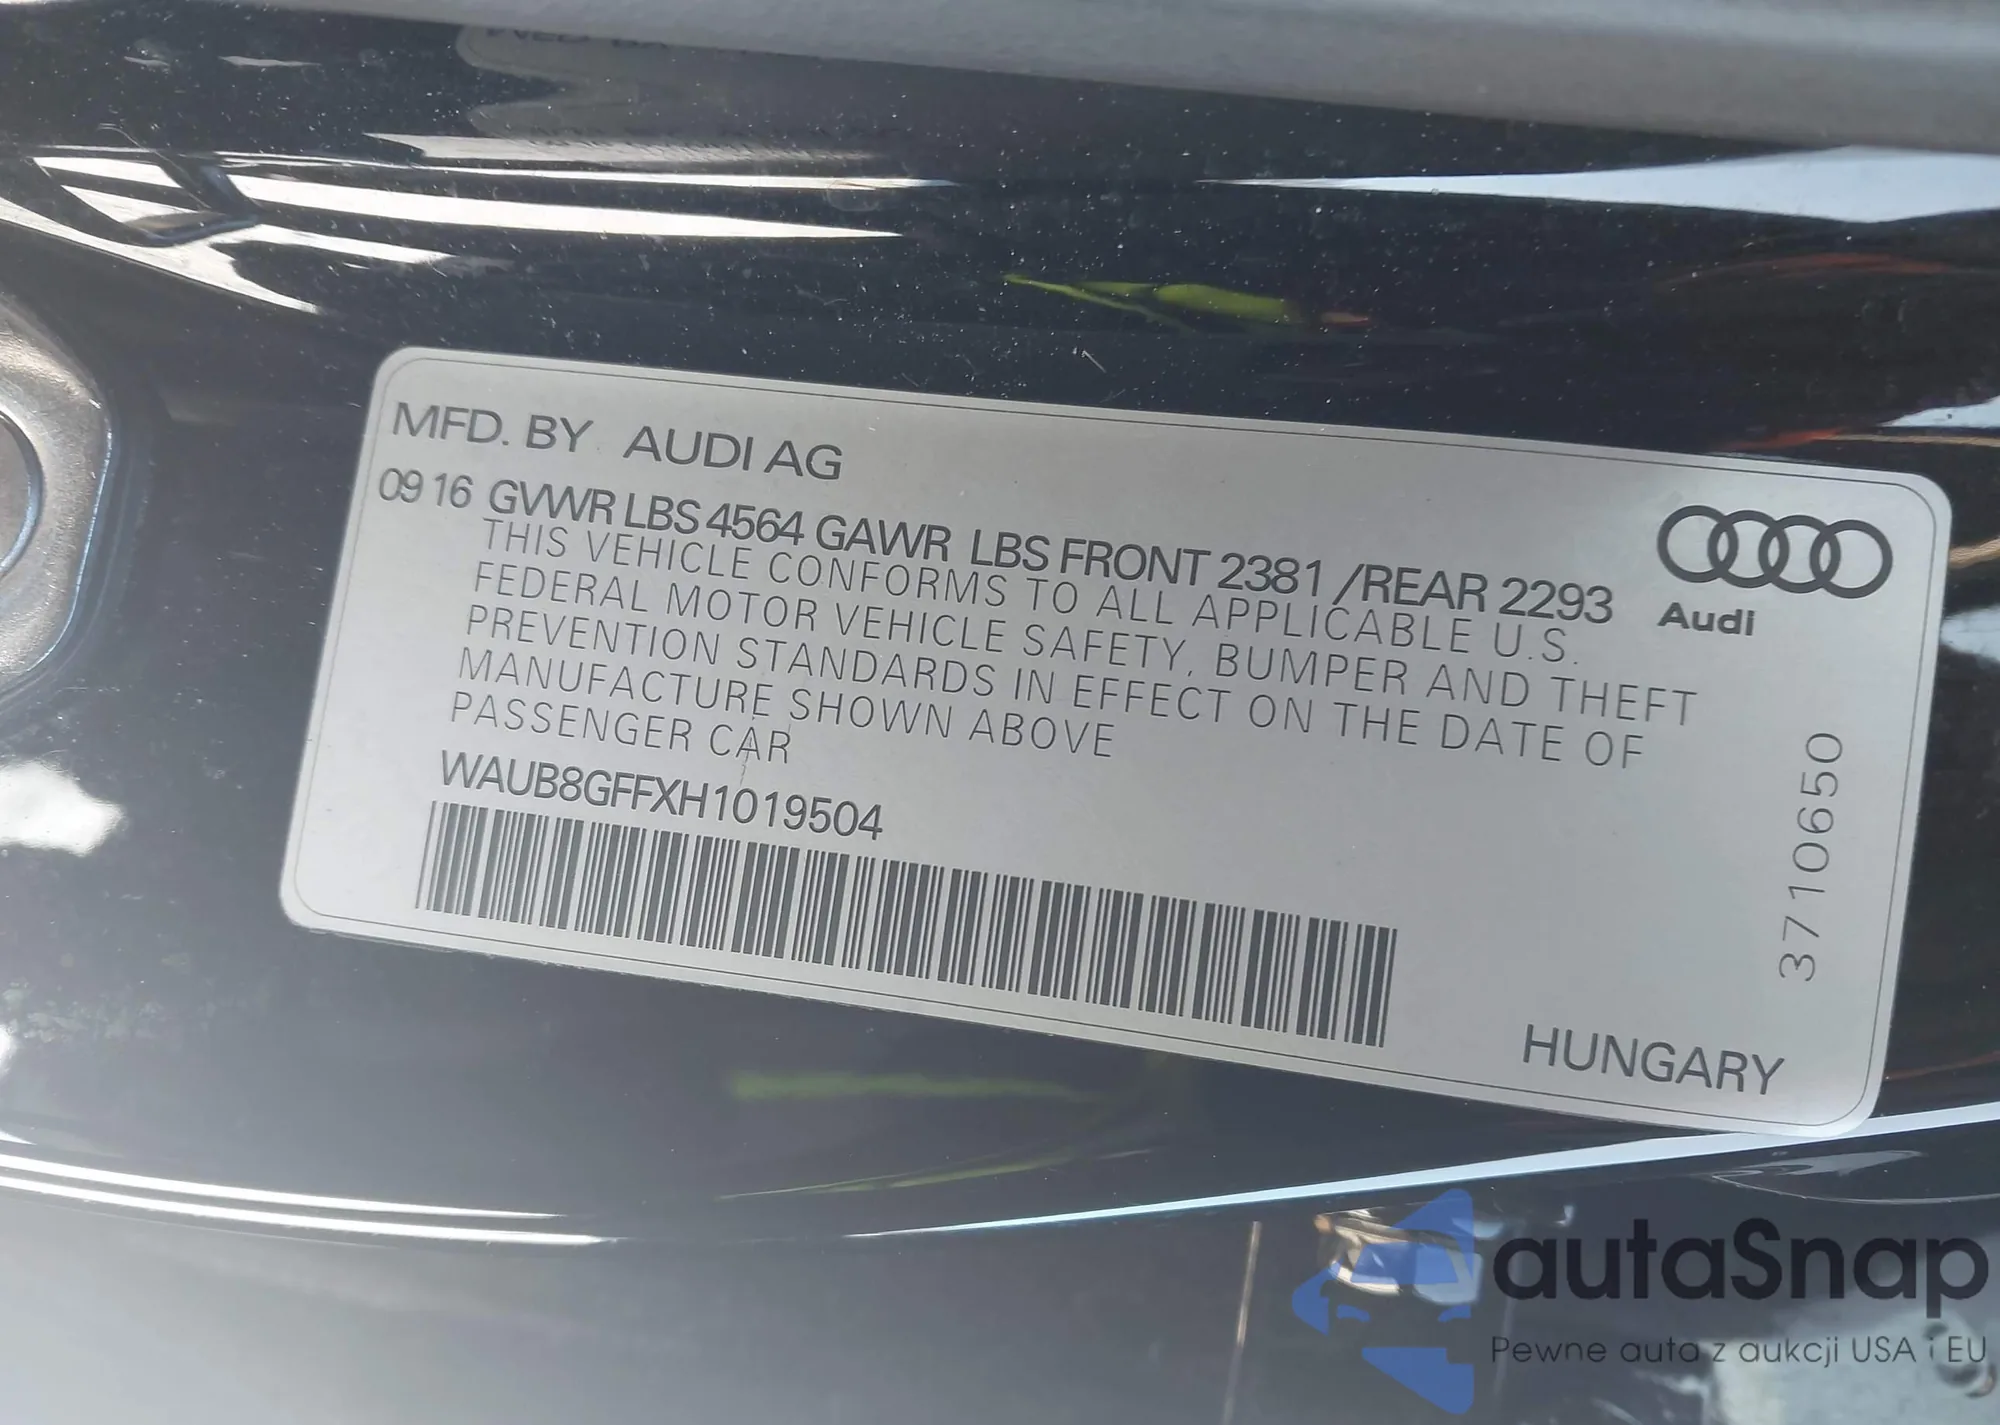 MFD. BY AUDI AG
09 16 GVWR LBS 4564 GAWR LBS FRONT 2381 /REAR 2293
THIS VEHICLE CONFORMS TO ALL APPLICABLE U.S.
FEDERAL MOTOR VEHICLE SAFETY, BUMPER AND THEFT
PREVENTION STANDARDS IN EFFECT ON THE DATE OF
MANUFACTURE SHOWN ABOVE
PASSENGER CAR
WAUB8GFFXH1019504
Audi
3710650
HUNGARY
autaSnap
Pewne auta z aukcji USA i EU